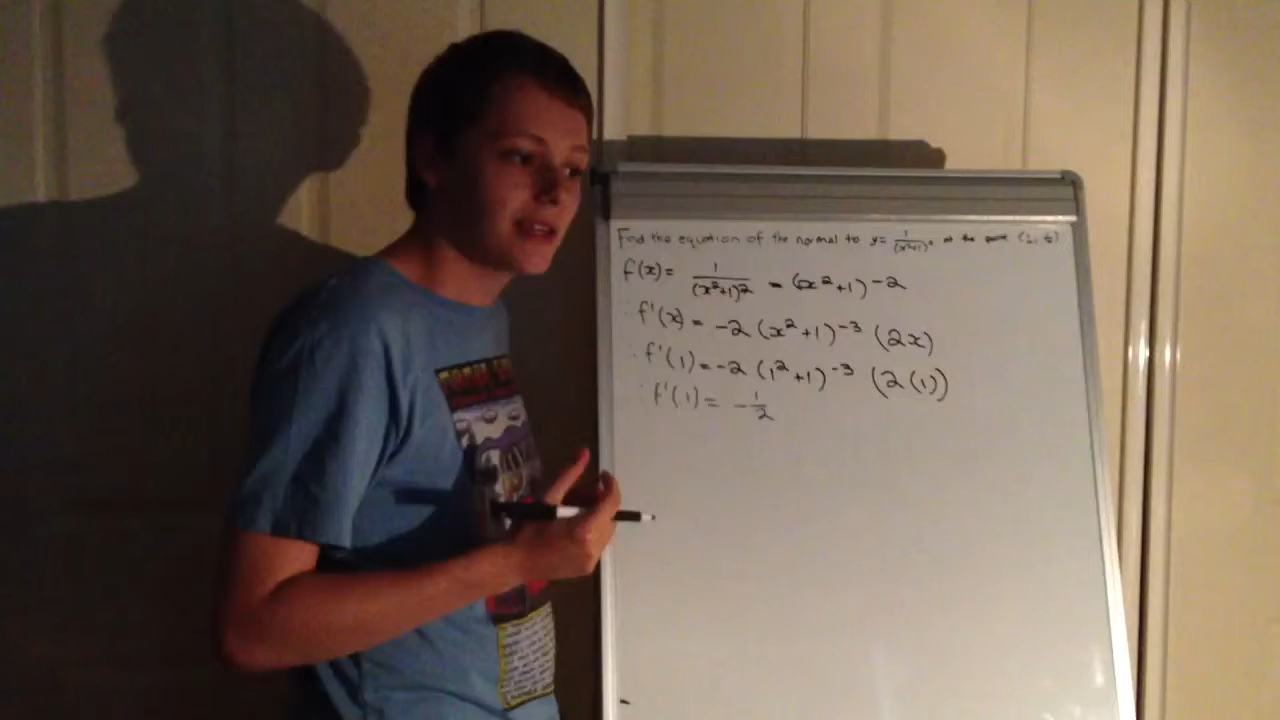 Find the equation of the normal to y= 1/(x²+1)² at the point (1, 1/4)
f(x)= 1/(x²+1)2 = (x²+1)-2
f'(x) = -2(x²+1)⁻³ (2x)
∴ f'(1) = -2(1²+1)⁻³ (2(1))
∴ f'(1) = -1/2